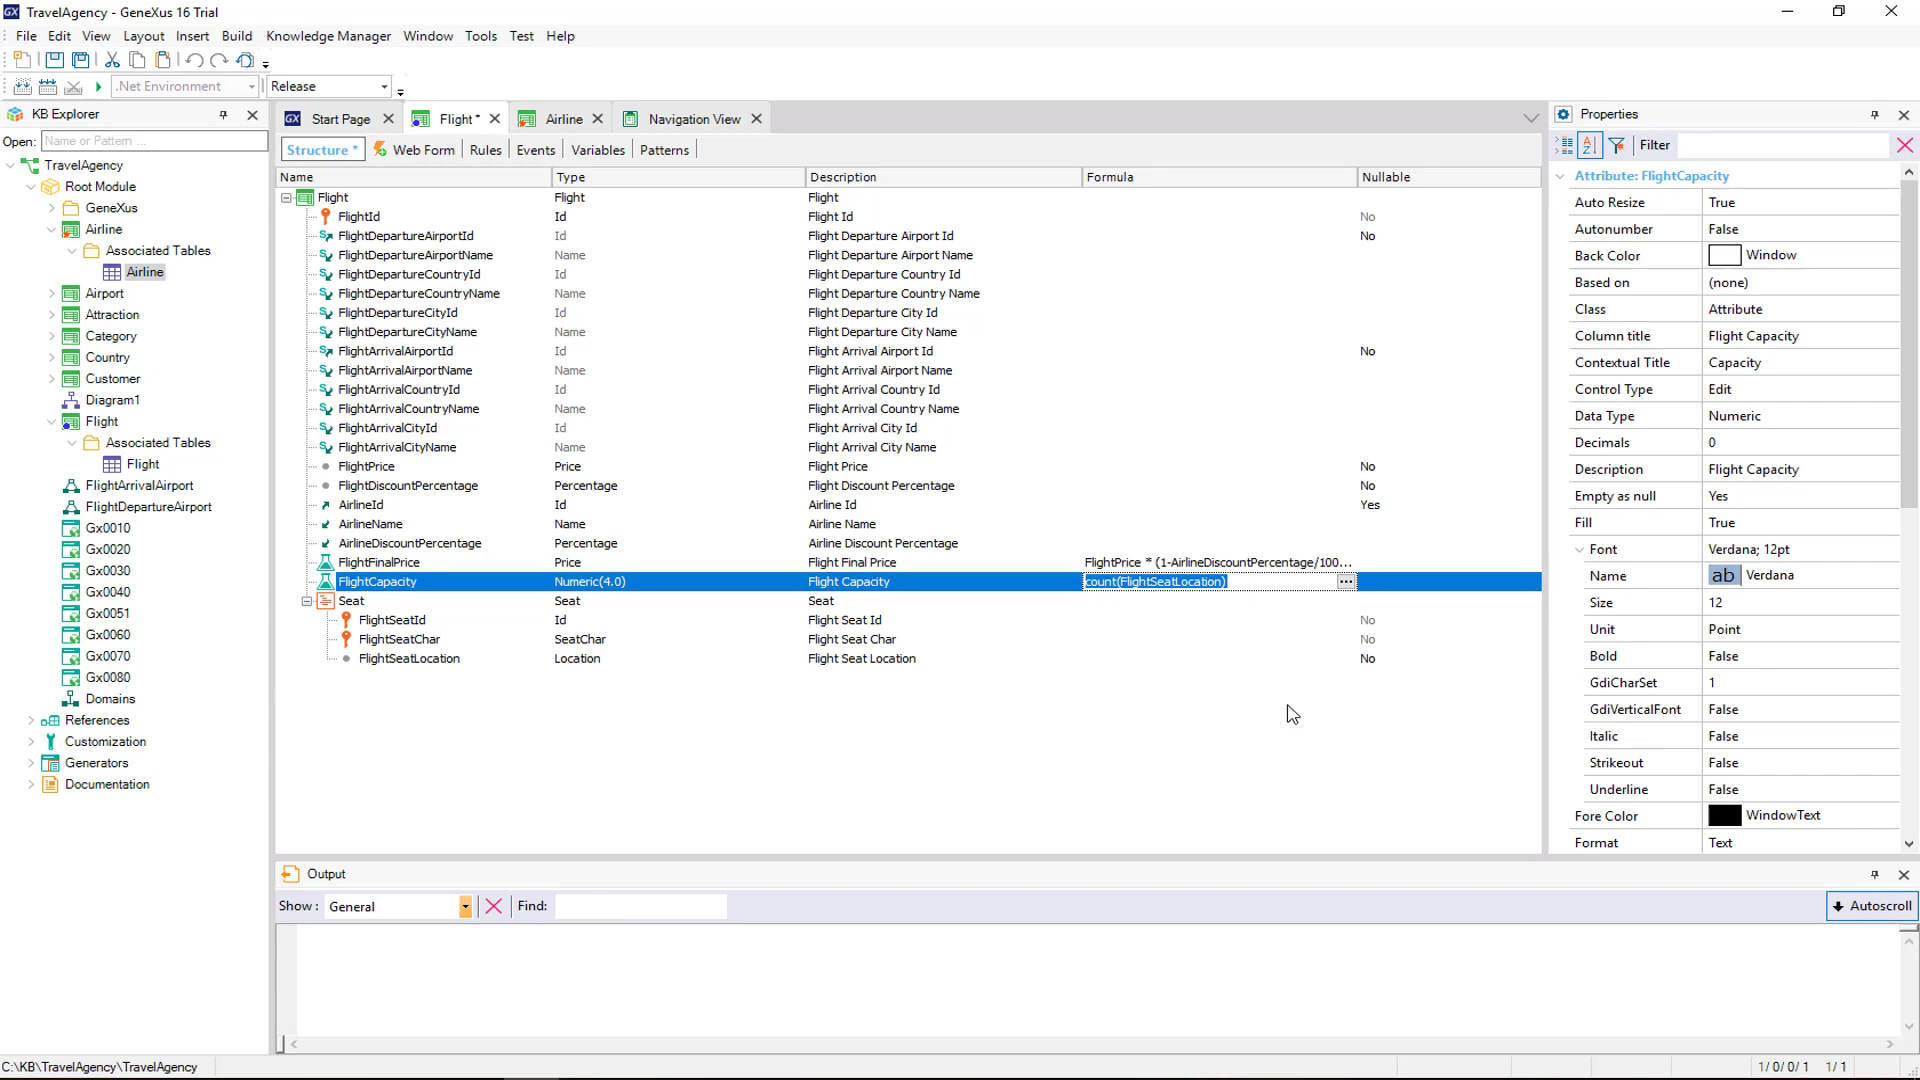 TravelAgency - GeneXus 16 Trial
File Edit View Layout Insert Build Knowledge Manager Window Tools Test Help
.Net Environment Release
KB Explorer
Open: Name or Pattern ...
TravelAgency
Root Module
GeneXus
Airline
Associated Tables
Airline
Airport
Attraction
Category
Country
Customer
Diagram1
Flight
Associated Tables
Flight
FlightArrivalAirport
FlightDepartureAirport
Gx0010
Gx0020
Gx0030
Gx0040
Gx0051
Gx0060
Gx0070
Gx0080
Domains
References
Customization
Generators
Documentation
Start Page Flight * Airline Navigation View
Structure * Web Form Rules Events Variables Patterns
Name Type Description Formula Nullable
Flight Flight Flight
FlightId Id Flight Id No
FlightDepartureAirportId Id Flight Departure Airport Id No
FlightDepartureAirportName Name Flight Departure Airport Name
FlightDepartureCountryId Id Flight Departure Country Id
FlightDepartureCountryName Name Flight Departure Country Name
FlightDepartureCityId Id Flight Departure City Id
FlightDepartureCityName Name Flight Departure City Name
FlightArrivalAirportId Id Flight Arrival Airport Id No
FlightArrivalAirportName Name Flight Arrival Airport Name
FlightArrivalCountryId Id Flight Arrival Country Id
FlightArrivalCountryName Name Flight Arrival Country Name
FlightArrivalCityId Id Flight Arrival City Id
FlightArrivalCityName Name Flight Arrival City Name
FlightPrice Price Flight Price No
FlightDiscountPercentage Percentage Flight Discount Percentage No
AirlineId Id Airline Id Yes
AirlineName Name Airline Name
AirlineDiscountPercentage Percentage Airline Discount Percentage
FlightFinalPrice Price Flight Final Price FlightPrice * (1-AirlineDiscountPercentage/100...
FlightCapacity Numeric(4.0) Flight Capacity count(FlightSeatLocation) ...
Seat Seat Seat
FlightSeatId Id Flight Seat Id No
FlightSeatChar SeatChar Flight Seat Char No
FlightSeatLocation Location Flight Seat Location No
Properties
Filter
Attribute: FlightCapacity
Auto Resize True
Autonumber False
Back Color Window
Based on (none)
Class Attribute
Column title Flight Capacity
Contextual Title Capacity
Control Type Edit
Data Type Numeric
Decimals 0
Description Flight Capacity
Empty as null Yes
Fill True
Font Verdana; 12pt
Name ab Verdana
Size 12
Unit Point
Bold False
GdiCharSet 1
GdiVerticalFont False
Italic False
Strikeout False
Underline False
Fore Color WindowText
Format Text
Output
Show : General Find: Autoscroll
C:\KB\TravelAgency\TravelAgency 1/ 0/ 0/ 1 1/ 1